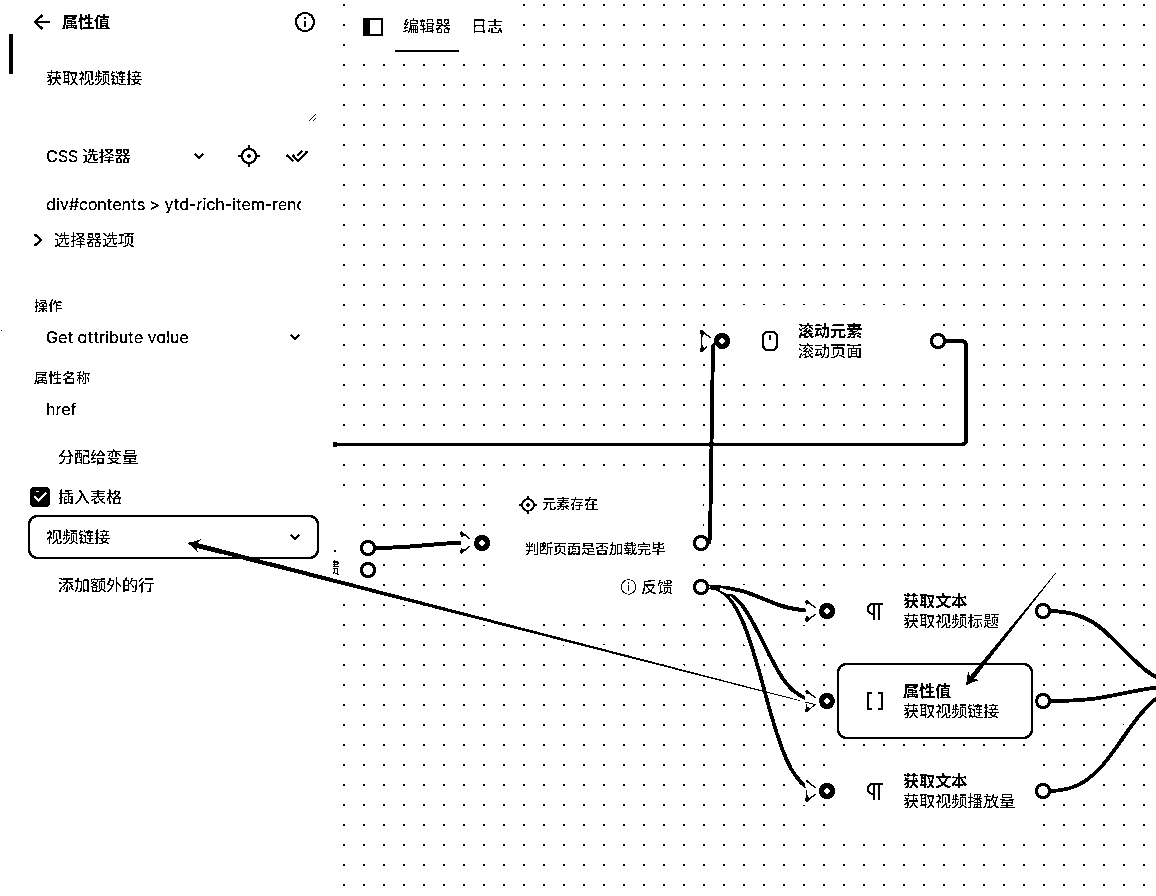 属性值
获取视频链接
CSS 选择器
div#contents > ytd-rich-item-renc
选择器选项
操作
Get attribute value
属性名称
href
分配给变量
插入表格
视频链接
添加额外的行
编辑器 日志
滚动元素
滚动页面
元素存在
判断页面是否加载完毕
反馈
获取文本
获取视频标题
属性值
获取视频链接
获取文本
获取视频播放量